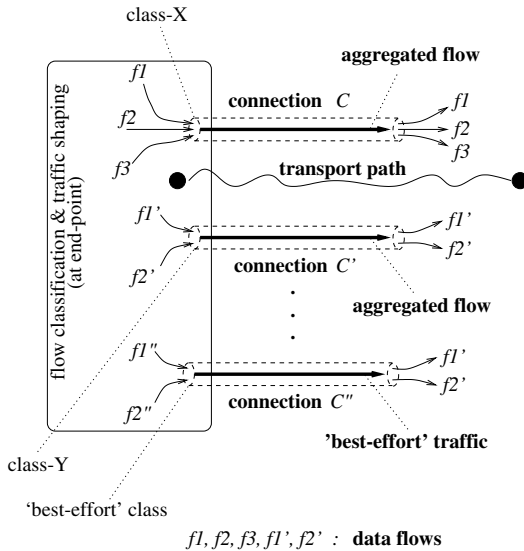 class-X
aggregated flow
f1
connection C
f1
f2
f2
f3
f3
transport path
flow classification & traffic shaping
(at end-point)
f1'
f1'
f2'
f2'
connection C'
aggregated flow
f1"
f1'
f2'
f2"
connection C"
'best-effort' traffic
class-Y
'best-effort' class
f1, f2, f3, f1', f2' : data flows